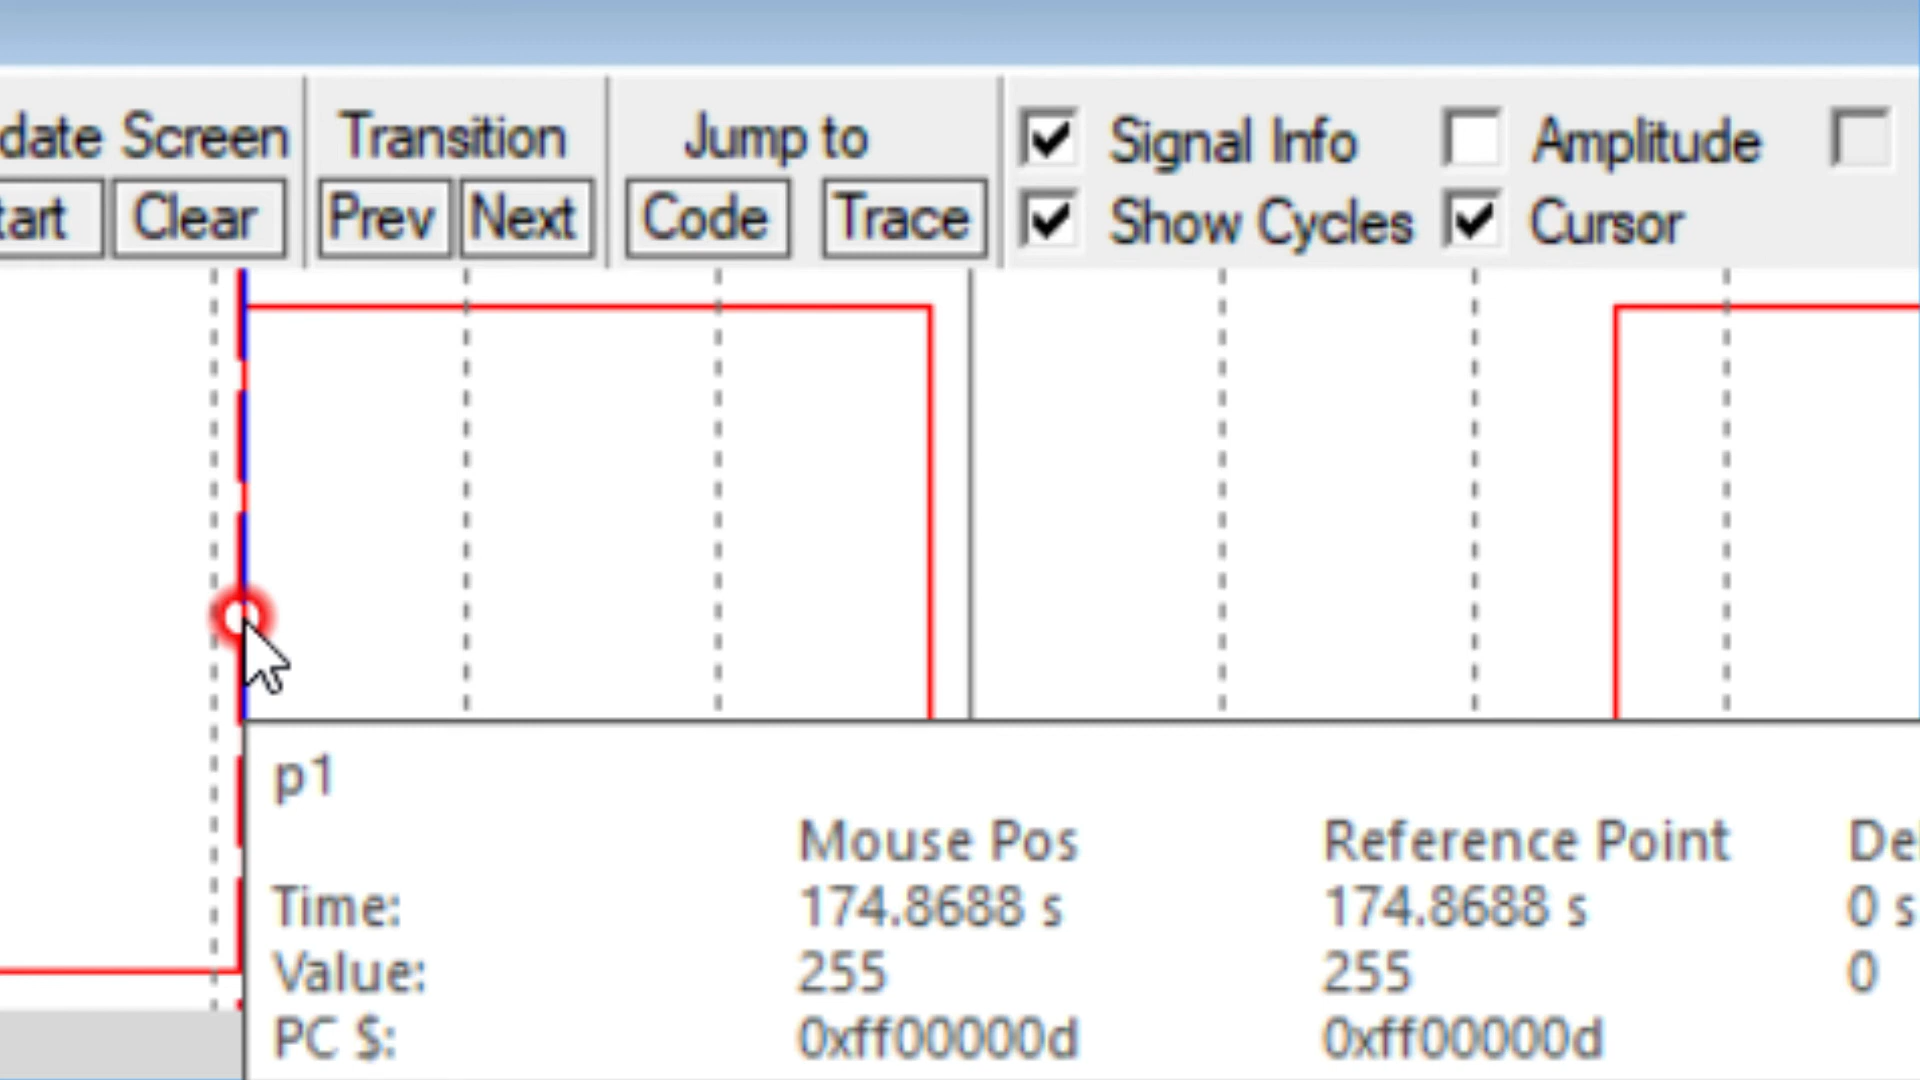 date Screen Transition Jump to Signal Info Amplitude
tart Clear Prev Next Code Trace Show Cycles Cursor
p1
Mouse Pos Reference Point De
Time: 174.8688 s 174.8688 s 0 s
Value: 255 255 0
PC $: 0xff00000d 0xff00000d